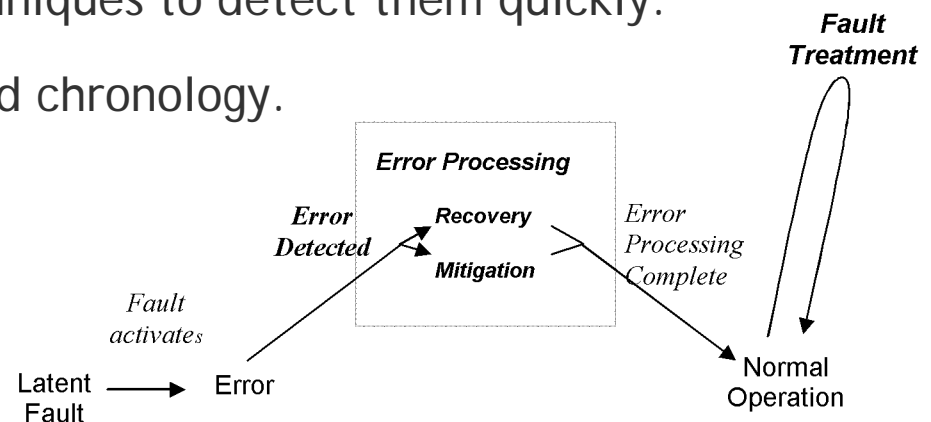 niques to detect them quickly.
d chronology.
Fault
Treatment
Error Processing
Error
Detected
Recovery
Mitigation
Error
Processing
Complete
Fault
activates
Latent
Fault
Error
Normal
Operation